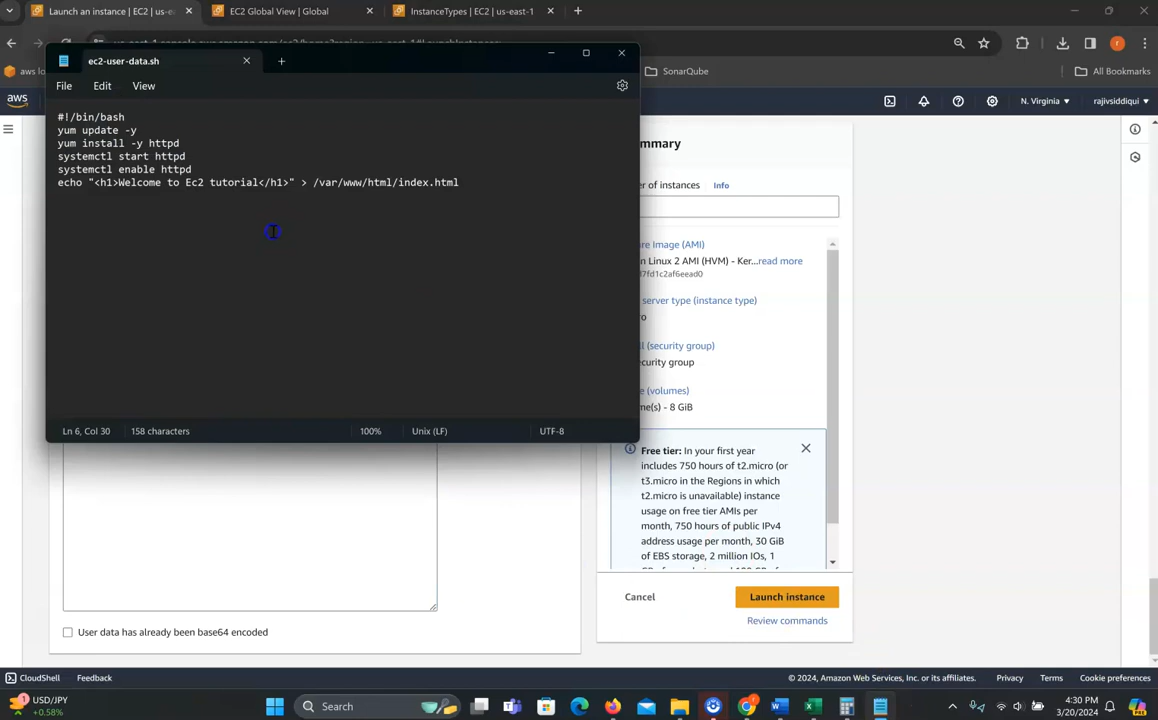 Launch an instance | EC2 | us-e
EC2 Global View | Global
InstanceTypes | EC2 | us-east-1
aws lo
SonarQube
All Bookmarks
ec2-user-data.sh
File
Edit
View
aws
N. Virginia
rajivsiddiqui
#!/bin/bash
yum update -y
yum install -y httpd
systemctl start httpd
systemctl enable httpd
echo "<h1>Welcome to Ec2 tutorial</h1>" > /var/www/html/index.html
Ln 6, Col 30
158 characters
100%
Unix (LF)
UTF-8
mmary
er of instances
Info
re Image (AMI)
n Linux 2 AMI (HVM) - Ker...read more
7fd1c2af6eead0
server type (instance type)
ro
ll (security group)
ecurity group
e (volumes)
me(s) - 8 GiB
Free tier: In your first year
includes 750 hours of t2.micro (or
t3.micro in the Regions in which
t2.micro is unavailable) instance
usage on free tier AMIs per
month, 750 hours of public IPv4
address usage per month, 30 GiB
of EBS storage, 2 million IOs, 1
Cancel
Launch instance
Review commands
User data has already been base64 encoded
CloudShell
Feedback
© 2024, Amazon Web Services, Inc. or its affiliates.
Privacy
Terms
Cookie preferences
USD/JPY
+0.58%
Search
4:30 PM
3/20/2024